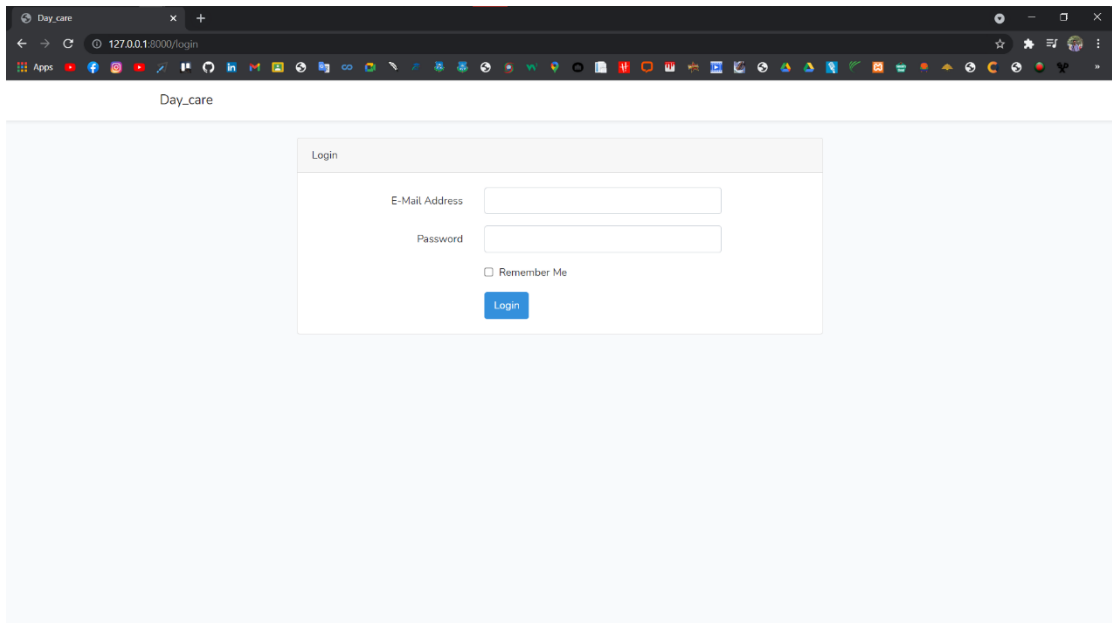 Day_care
127.0.0.1:8000/login
Apps
Day_care
Login
E-Mail Address
Password
Remember Me
Login